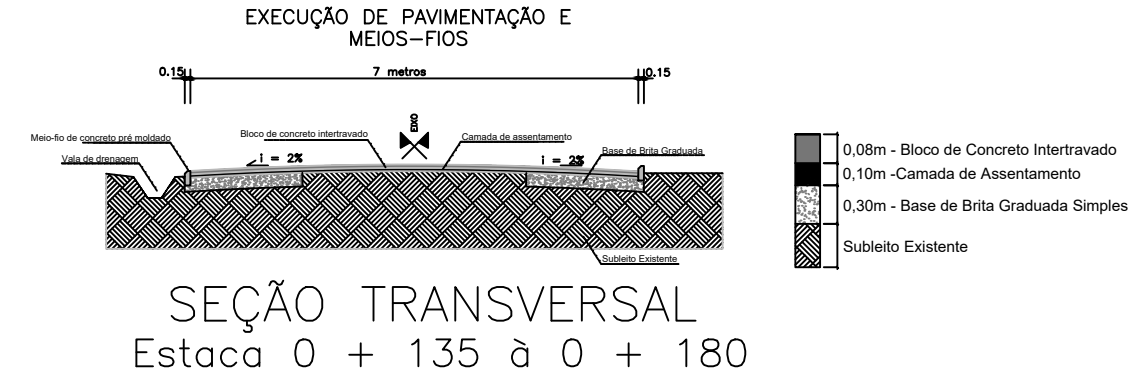 EXECUÇÃO DE PAVIMENTAÇÃO E
MEIOS-FIOS
0.15
7 metros
0.15
EIXO
Meio-fio de concreto pré moldado
Bloco de concreto intertravado
Camada de assentamento
Vala de drenagem
i = 2%
i = 2%
Base de Brita Graduada
Subleito Existente
0,08m - Bloco de Concreto Intertravado
0,10m -Camada de Assentamento
0,30m - Base de Brita Graduada Simples
Subleito Existente
SEÇÃO TRANSVERSAL
Estaca 0 + 135 à 0 + 180